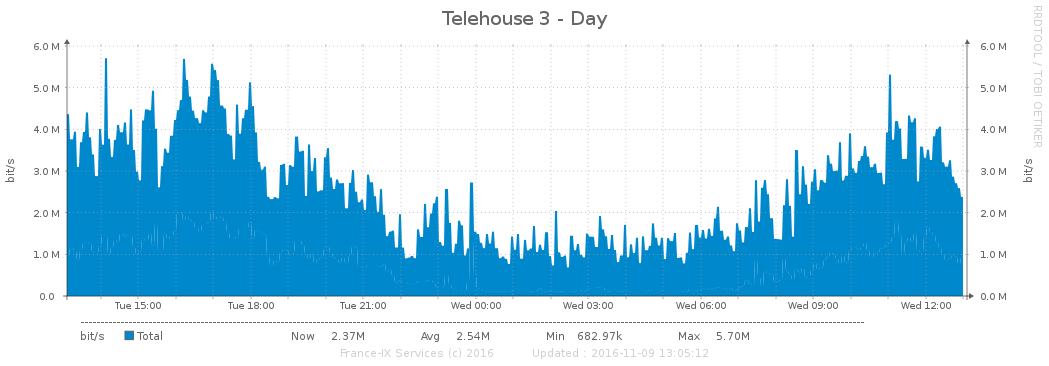 Telehouse 3 - Day
RRDTOOL / TOBI OETIKER
bit/s
bit/s
6.0 M 6.0 M
5.0 M 5.0 M
4.0 M 4.0 M
3.0 M 3.0 M
2.0 M 2.0 M
1.0 M 1.0 M
0.0 0.0 M
Tue 15:00 Tue 18:00 Tue 21:00 Wed 00:00 Wed 03:00 Wed 06:00 Wed 09:00 Wed 12:00
bit/s Total Now 2.37M Avg 2.54M Min 682.97k Max 5.70M
France-IX Services (c) 2016 Updated : 2016-11-09 13:05:12